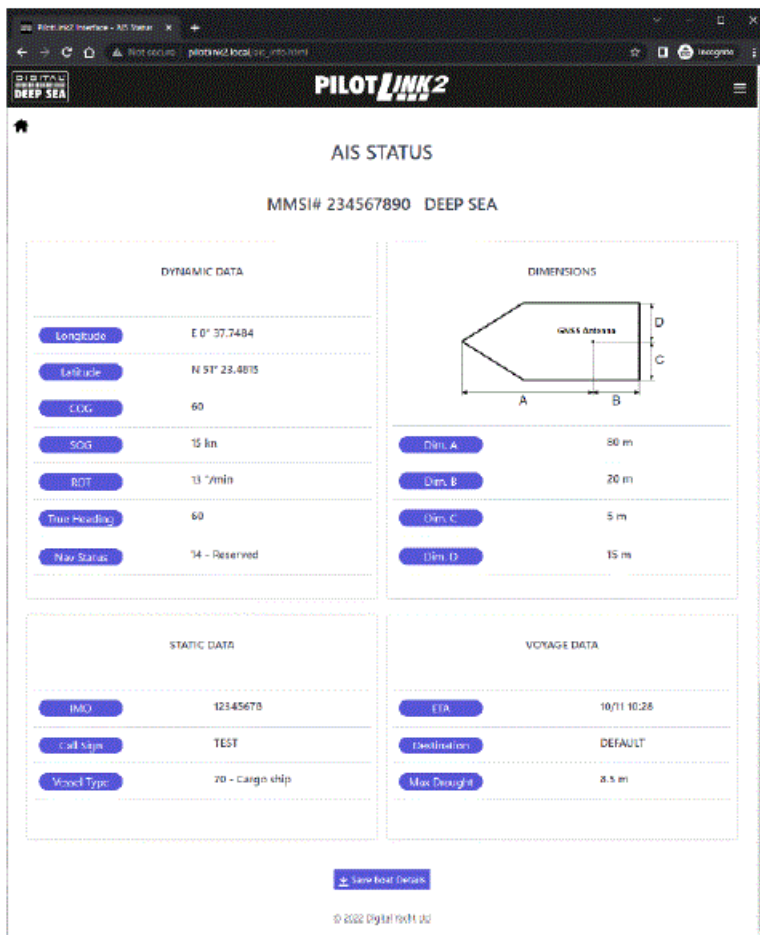 PilotLink2 Interface - AIS Status
Not secure pilotlink2.local/ais_info.html
Incognito
DIGITAL
DEEP SEA
PILOTLINK2
AIS STATUS
MMSI# 234567890 DEEP SEA
DYNAMIC DATA
Longitude E 0° 37.7484
Latitude N 51° 23.4815
COG 60
SOG 15 kn
ROT 13 °/min
True Heading 60
Nav Status 14 - Reserved
DIMENSIONS
GNSS Antenna
D
C
A B
Dim. A 80 m
Dim. B 20 m
Dim. C 5 m
Dim. D 15 m
STATIC DATA
IMO 12345678
Call Sign TEST
Vessel Type 70 - Cargo ship
VOYAGE DATA
ETA 10/11 10:28
Destination DEFAULT
Max Drought 8.5 m
Save Boat Details
© 2022 Digital Yacht Ltd